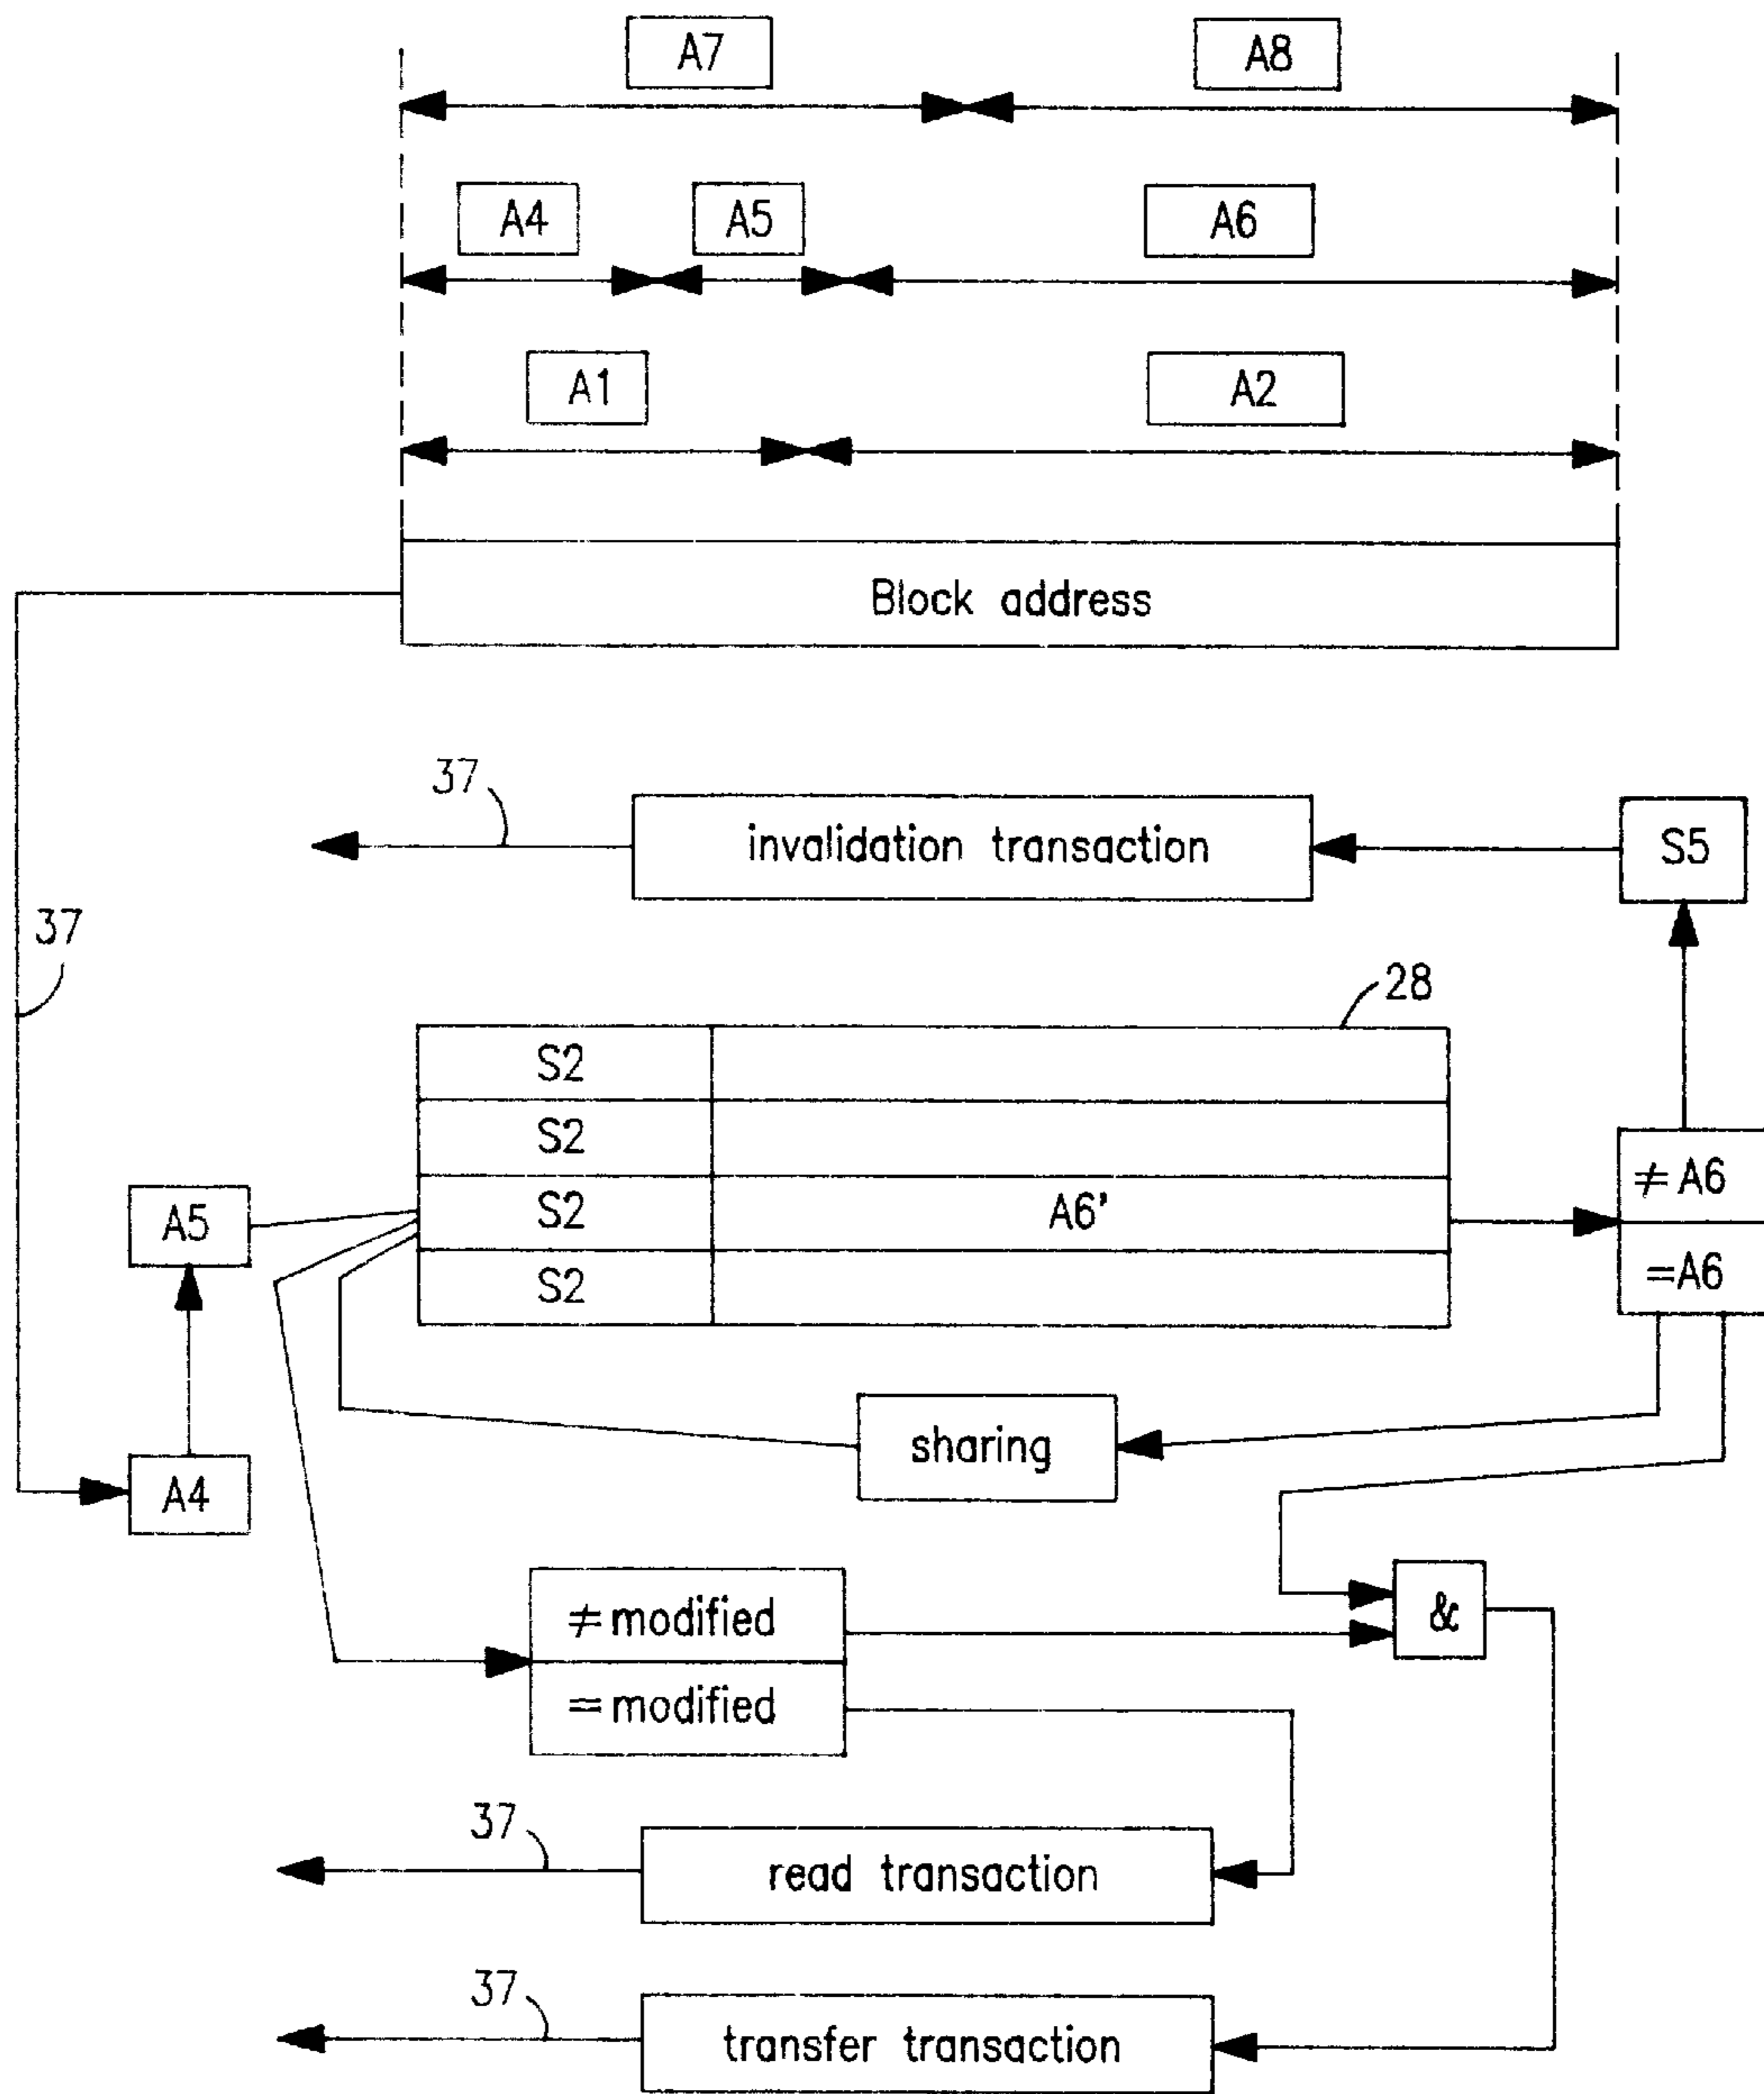 A7 A8
A4 A5 A6
A1 A2
Block address
37
invalidation transaction
S5
37
28
S2
S2
≠A6
A5
S2 A6'
=A6
S2
sharing
A4
≠modified
&
=modified
37
read transaction
37
transfer transaction